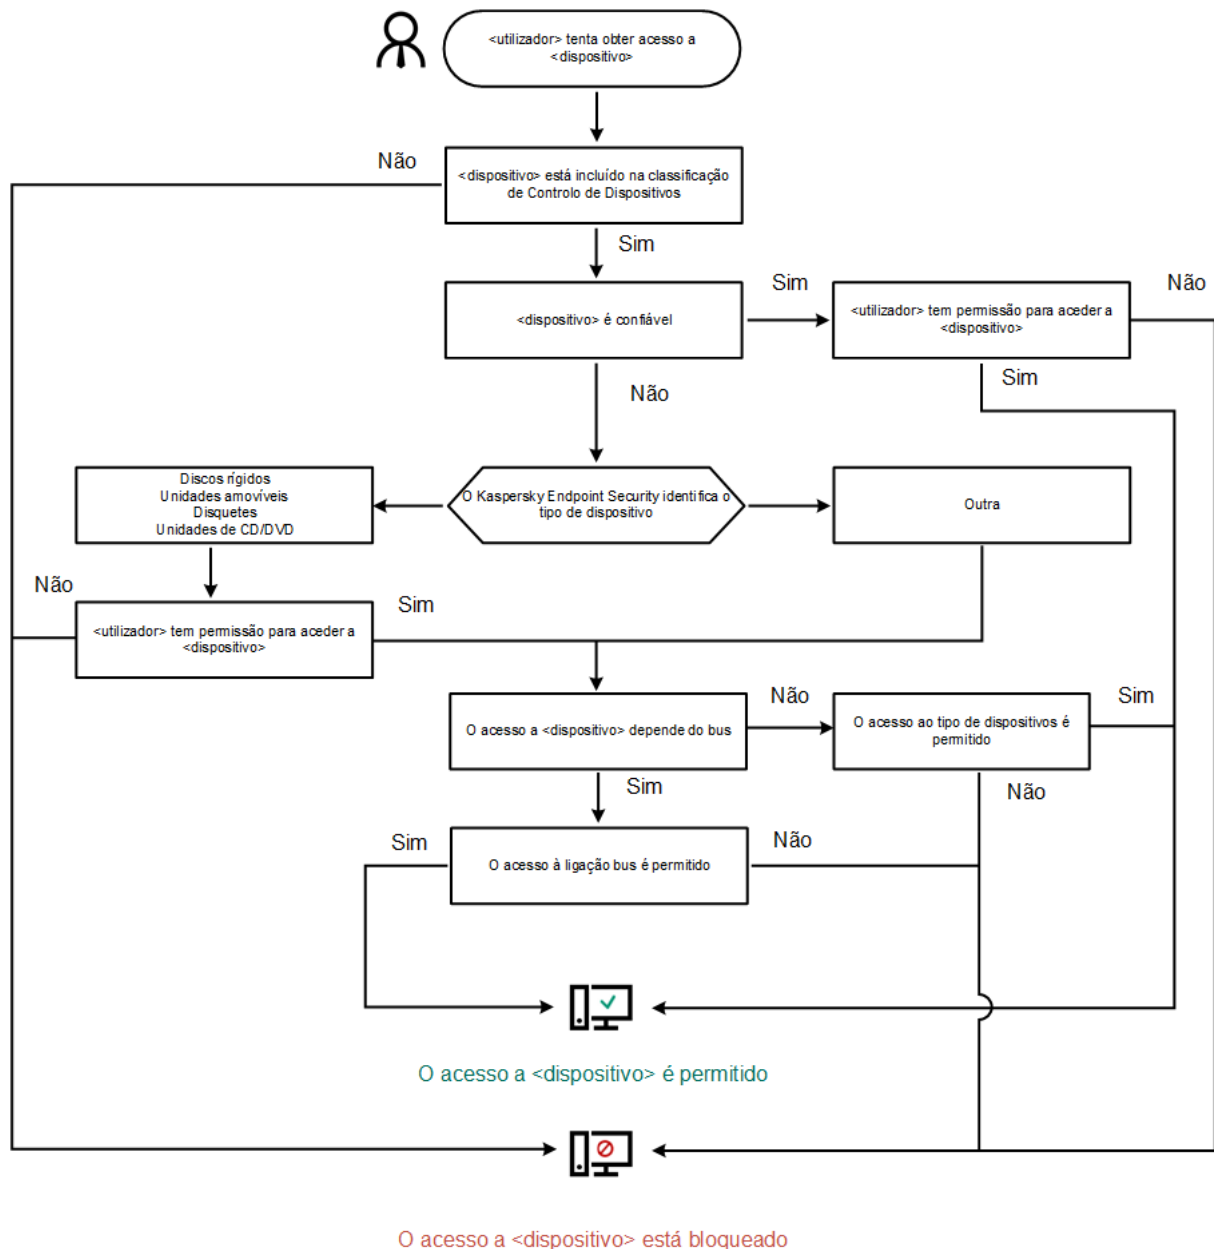 <utilizador> tenta obter acesso a
<dispositivo>
Não
<dispositivo> está incluído na classificação
de Controlo de Dispositivos
Sim
<dispositivo> é confiável
Sim
<utilizador> tem permissão para aceder a
<dispositivo>
Não
Sim
Não
Discos rígidos
Unidades amovíveis
Disquetes
Unidades de CD/DVD
O Kaspersky Endpoint Security identifica o
tipo de dispositivo
Outra
Não
<utilizador> tem permissão para aceder a
<dispositivo>
Sim
O acesso a <dispositivo> depende do bus
Não
O acesso ao tipo de dispositivos é
permitido
Sim
Sim
Não
Sim
O acesso à ligação bus é permitido
Não
O acesso a <dispositivo> é permitido
O acesso a <dispositivo> está bloqueado